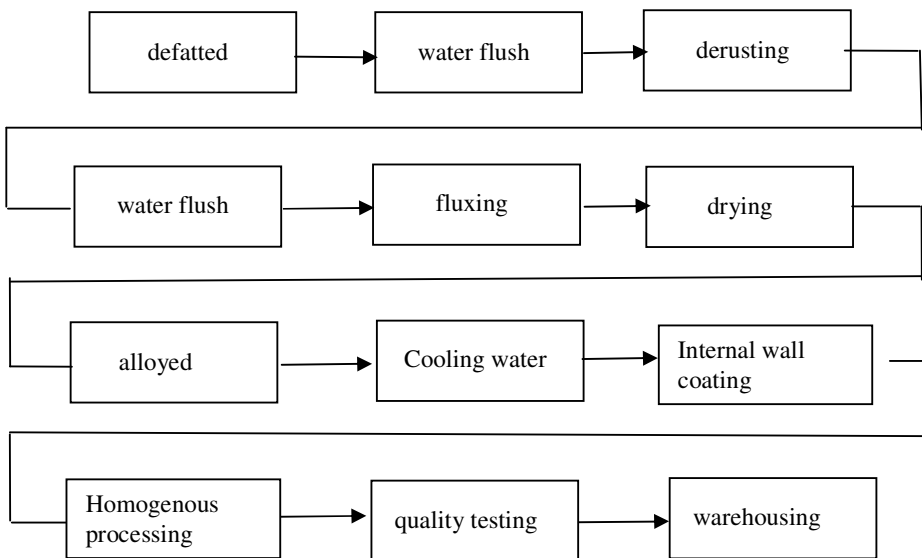 defatted
water flush
derusting
water flush
fluxing
drying
alloyed
Cooling water
Internal wall
coating
Homogenous
processing
quality testing
warehousing